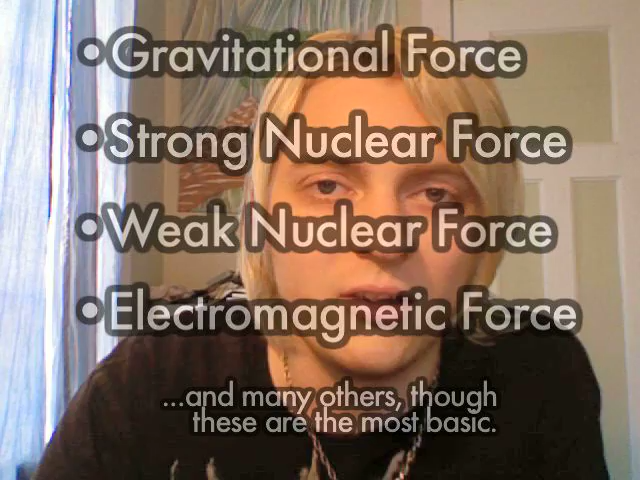 •Gravitational Force
•Strong Nuclear Force
•Weak Nuclear Force
•Electromagnetic Force
...and many others, though
these are the most basic.